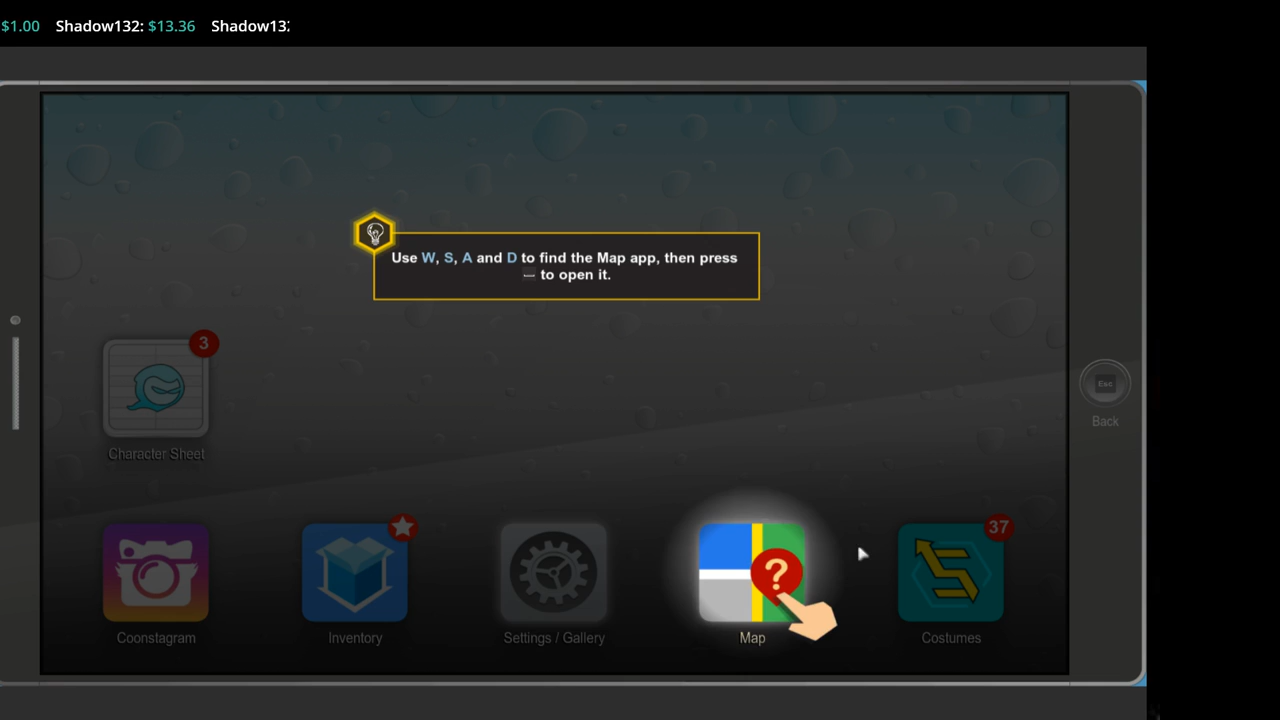 $1.00 Shadow132: $13.36 Shadow132
Use W, S, A and D to find the Map app, then press
to open it.
3
Character Sheet
Esc
Back
37
?
Coonstagram
Inventory
Settings / Gallery
Map
Costumes